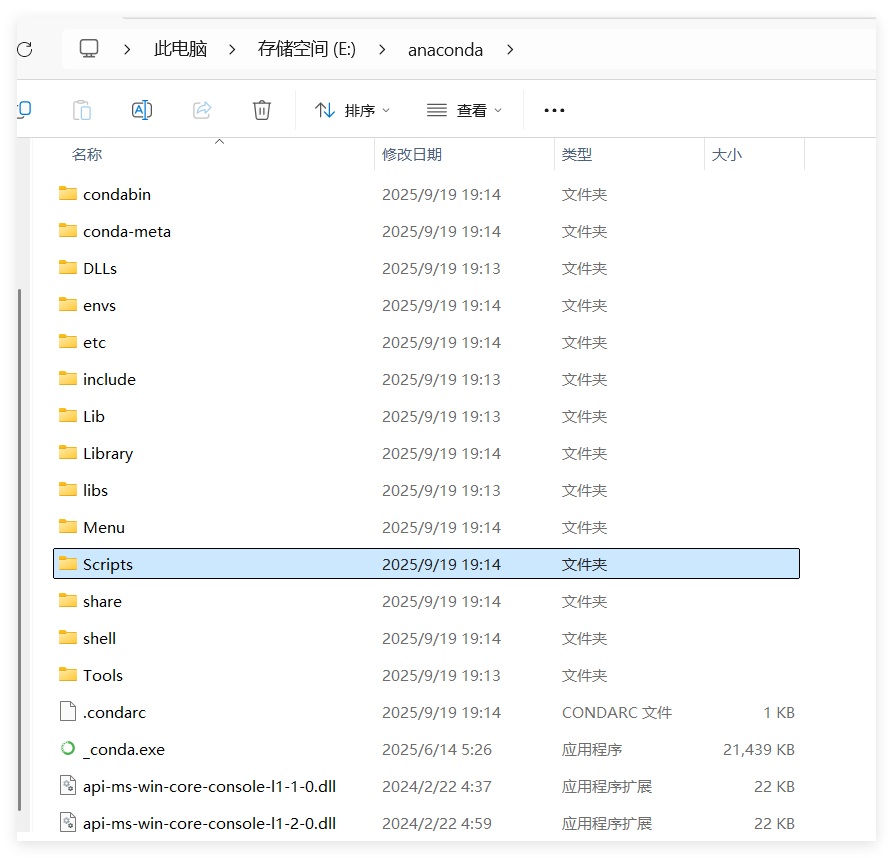 此电脑 > 存储空间 (E:) > anaconda >
排序 查看 ...
名称 修改日期 类型 大小
condabin 2025/9/19 19:14 文件夹
conda-meta 2025/9/19 19:14 文件夹
DLLs 2025/9/19 19:13 文件夹
envs 2025/9/19 19:14 文件夹
etc 2025/9/19 19:14 文件夹
include 2025/9/19 19:13 文件夹
Lib 2025/9/19 19:13 文件夹
Library 2025/9/19 19:14 文件夹
libs 2025/9/19 19:13 文件夹
Menu 2025/9/19 19:14 文件夹
Scripts 2025/9/19 19:14 文件夹
share 2025/9/19 19:14 文件夹
shell 2025/9/19 19:14 文件夹
Tools 2025/9/19 19:13 文件夹
.condarc 2025/9/19 19:14 CONDARC 文件 1 KB
_conda.exe 2025/6/14 5:26 应用程序 21,439 KB
api-ms-win-core-console-l1-1-0.dll 2024/2/22 4:37 应用程序扩展 22 KB
api-ms-win-core-console-l1-2-0.dll 2024/2/22 4:59 应用程序扩展 22 KB